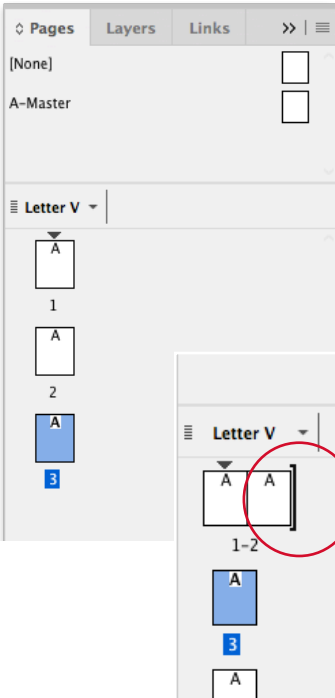 Pages Layers Links
[None]
A-Master
Letter V
A
1
A
2
A
3
Letter V
A A
1-2
A
3
A